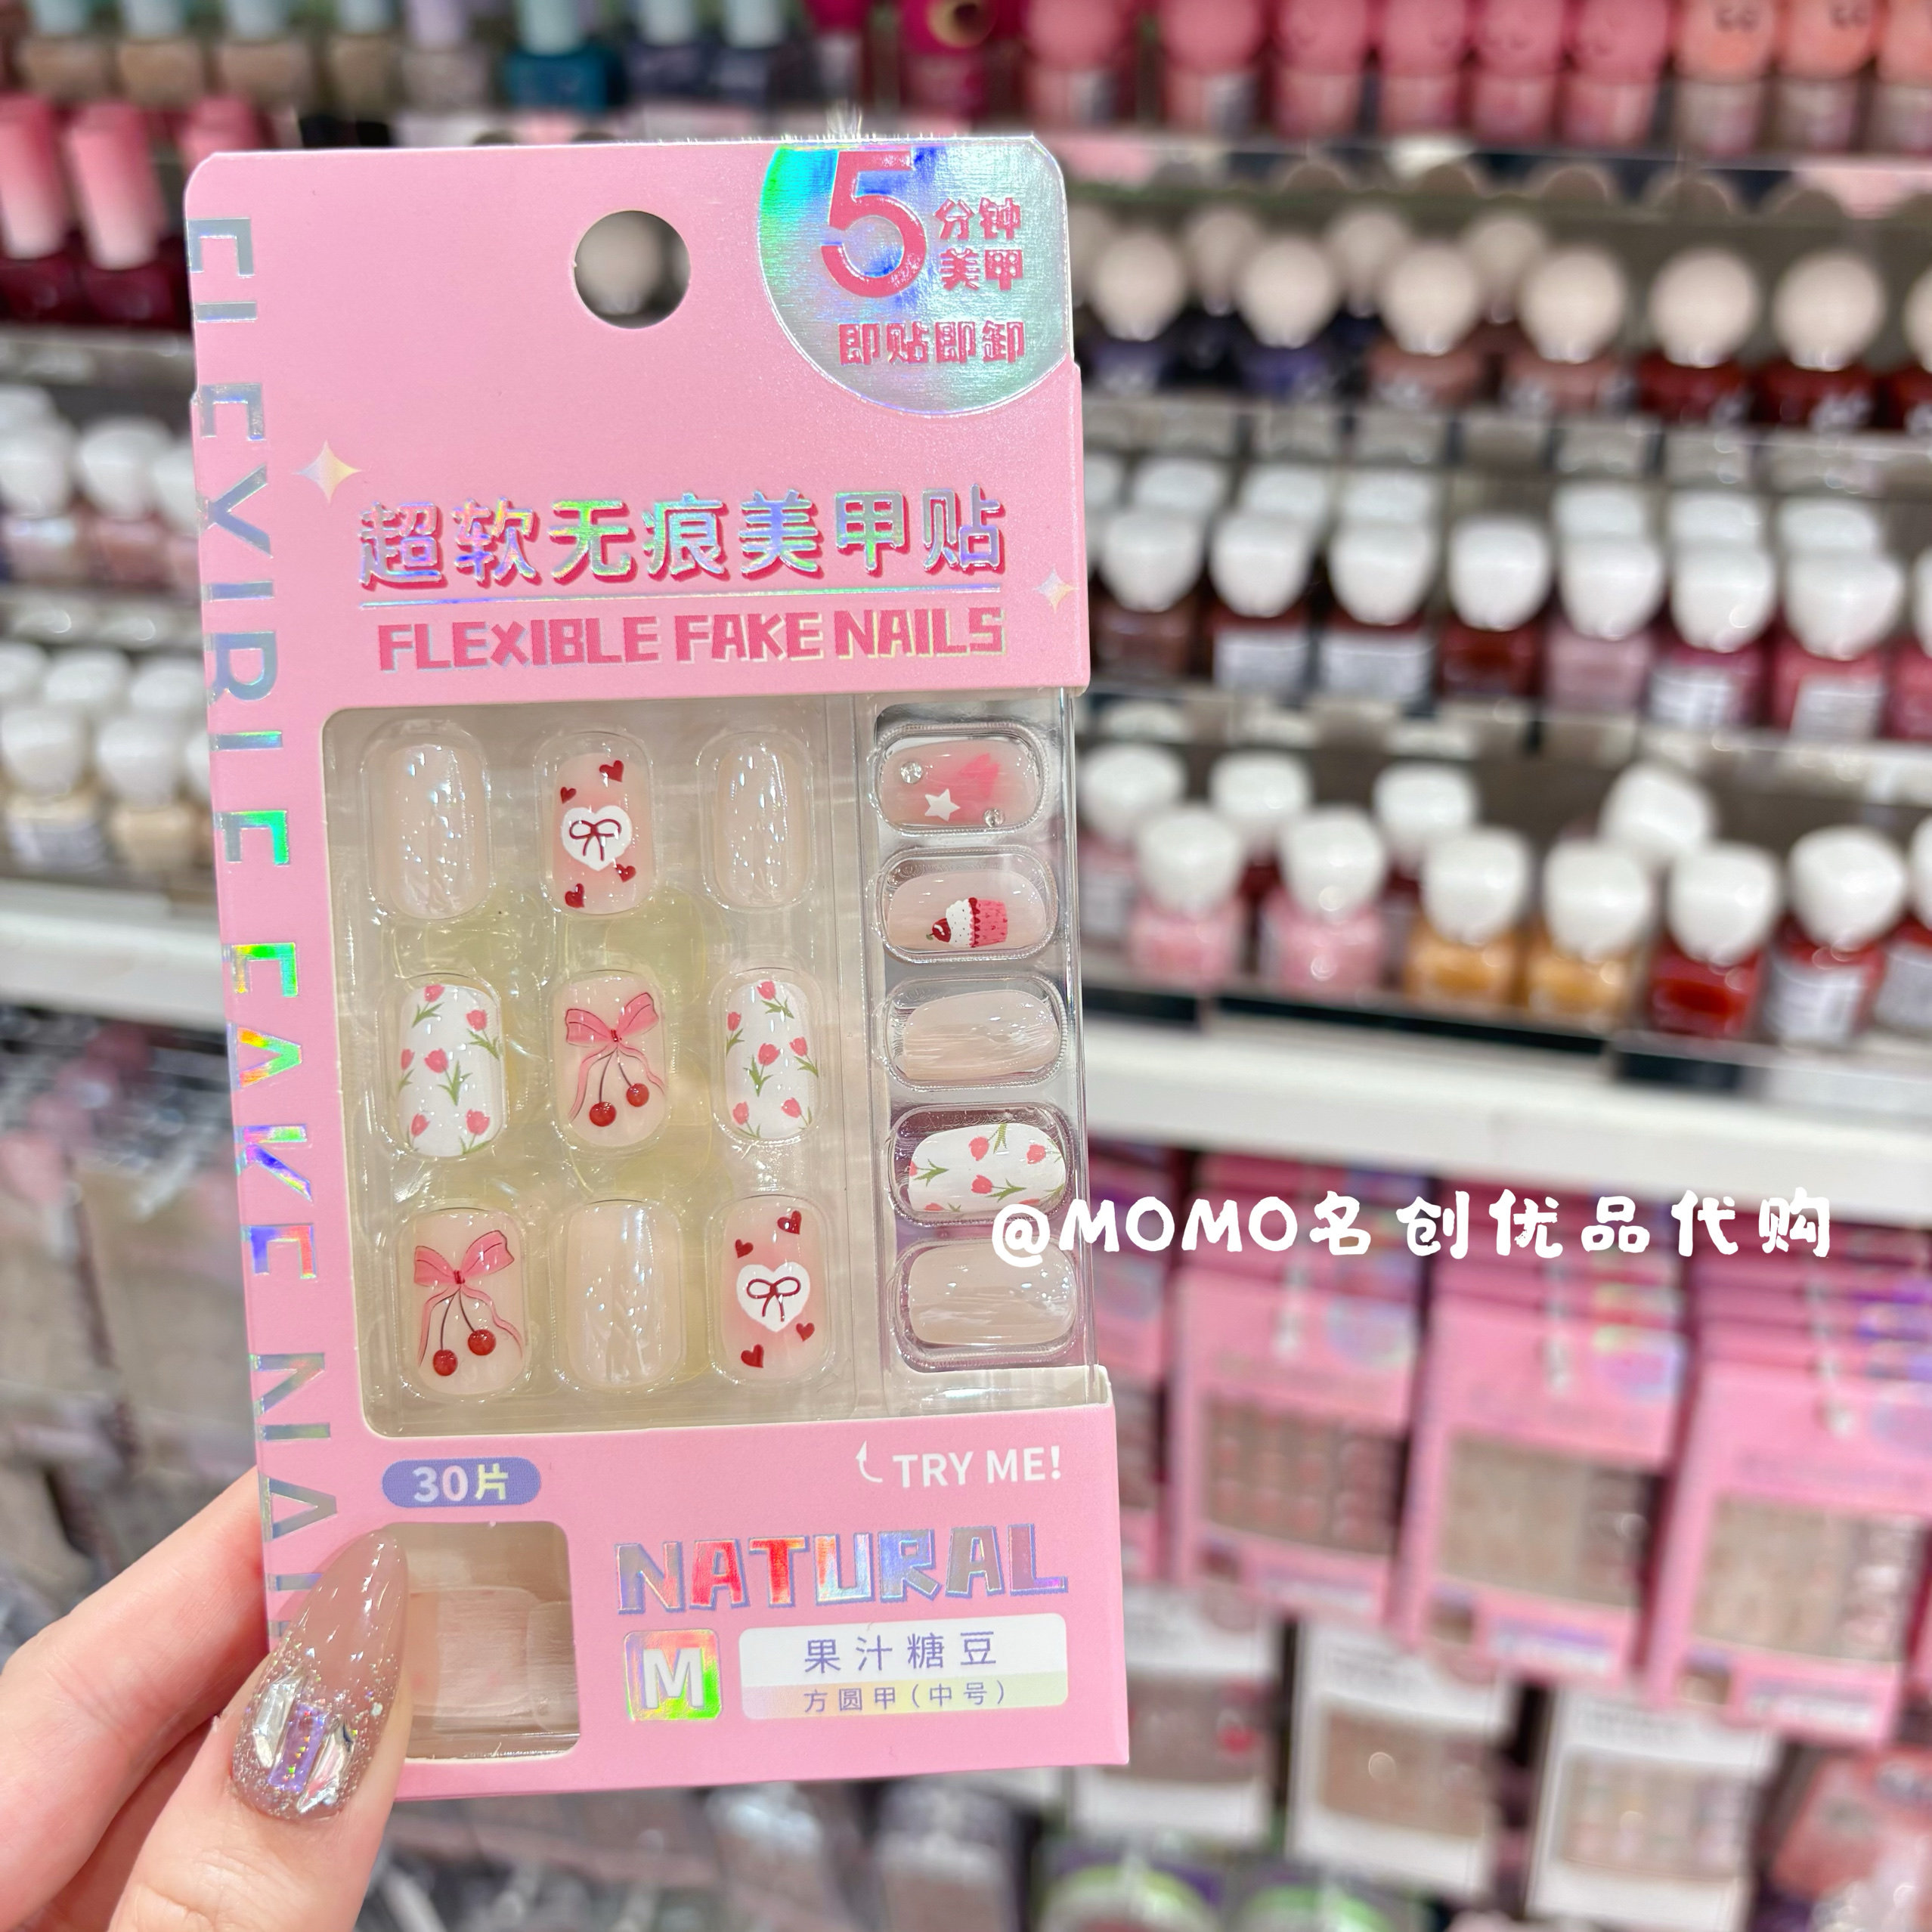 5分钟
美甲
即贴即卸
超软无痕美甲贴
FLEXIBLE FAKE NAILS
FLEXIBLE FAKE NAI
@MOMO名创优品代购
TRY ME!
30片
NATURAL
M
果汁糖豆
方圆甲(中号)